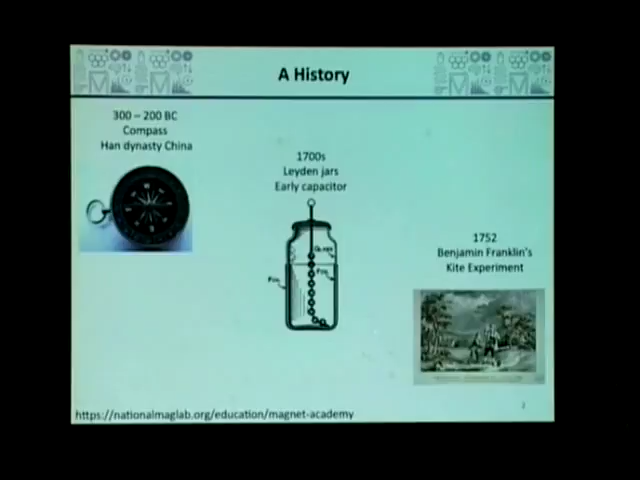 A History
300 – 200 BC
Compass
Han dynasty China
1700s
Leyden jars
Early capacitor
1752
Benjamin Franklin's
Kite Experiment
https://nationalmaglab.org/education/magnet-academy
2